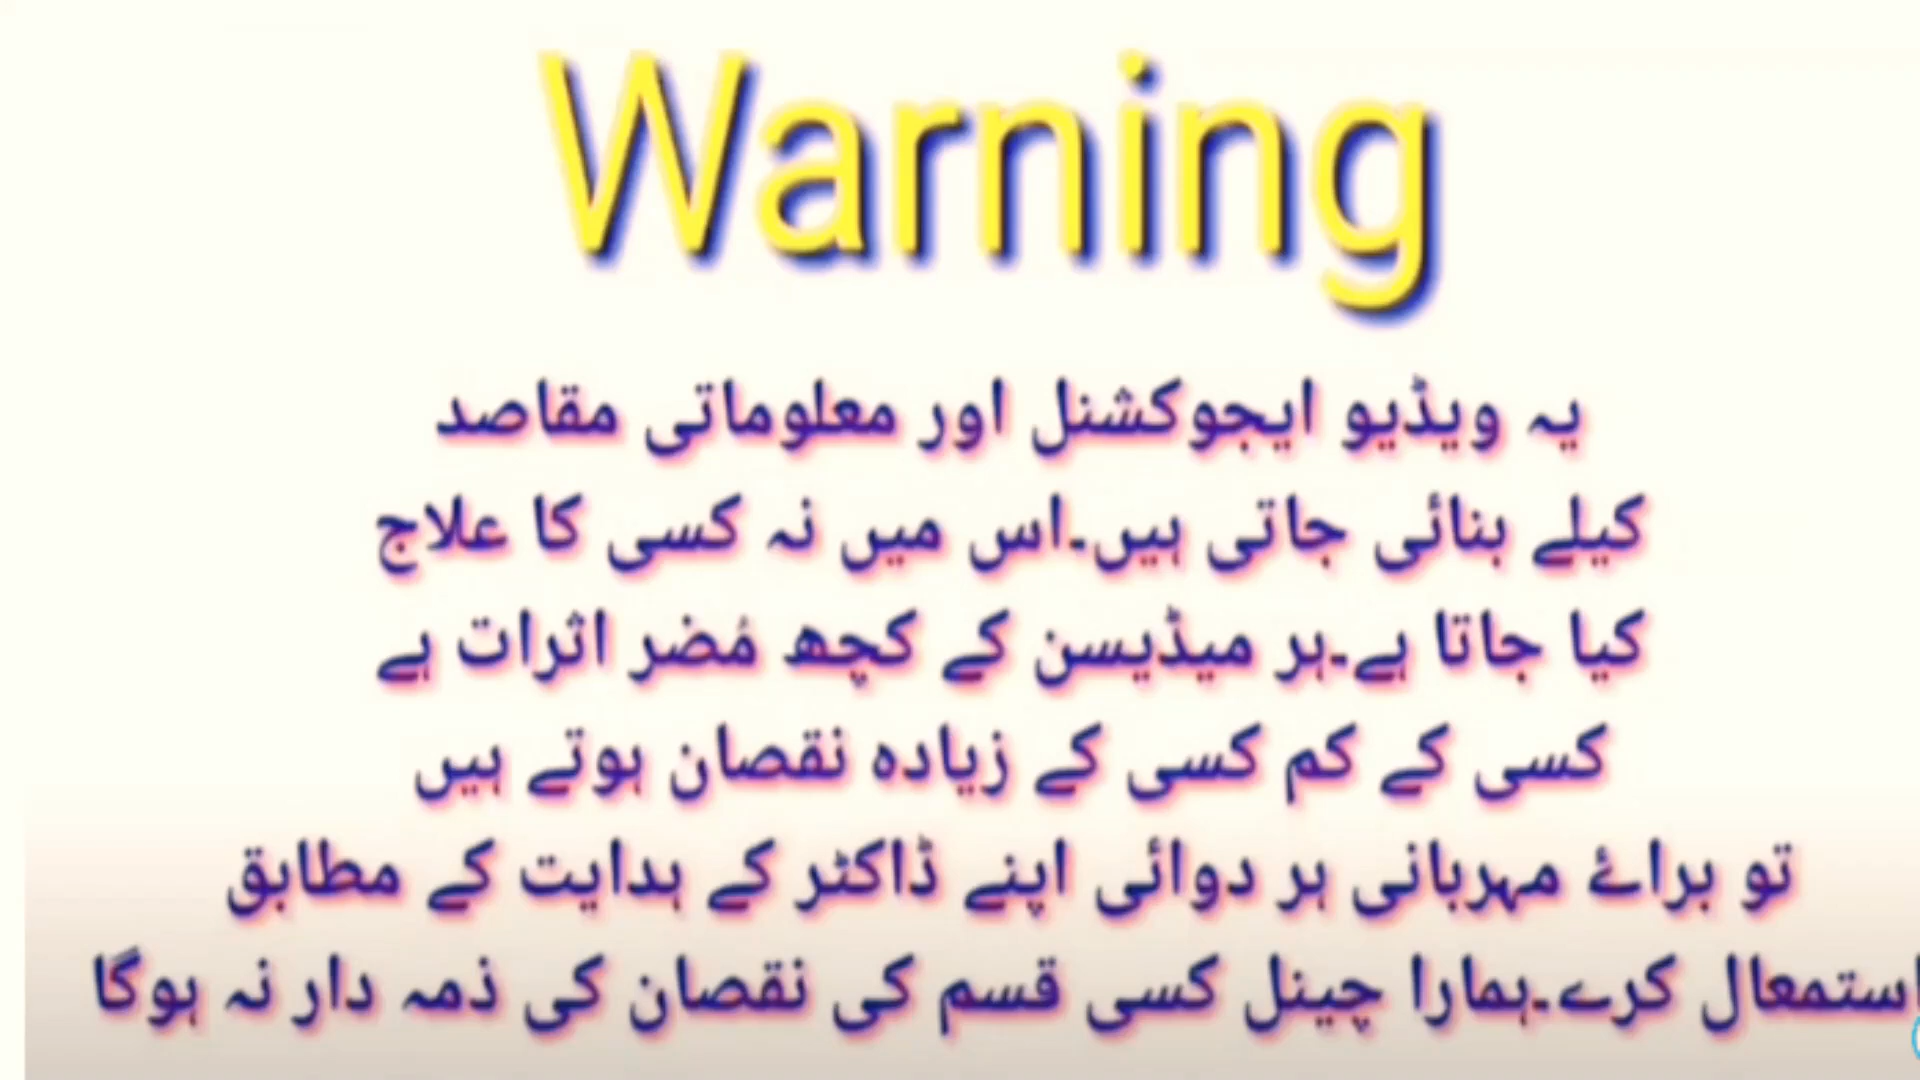 Warning
یہ ویڈیو ایجوکشنل اور معلوماتی مقاصد
کیلے بنائی جاتی ہیں۔اس میں نہ کسی کا علاج
کیا جاتا ہے۔ہر میڈیسن کے کچھ مُضر اثرات ہے
کسی کے کم کسی کے زیادہ نقصان ہوتے ہیں
تو براۓ مہربانی ہر دوائی اپنے ڈاکٹر کے ہدایت کے مطابق
استمعال کرے۔ہمارا چینل کسی قسم کی نقصان کی ذمہ دار نہ ہوگا